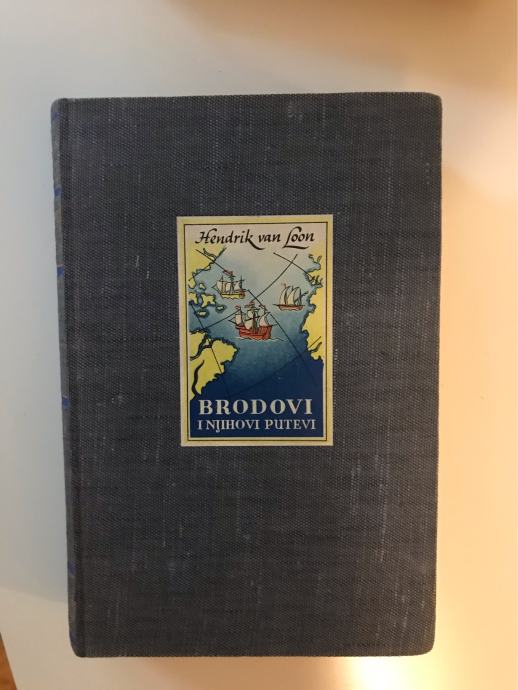 Hendrik van Loon
BRODOVI
I NJIHOVI PUTEVI